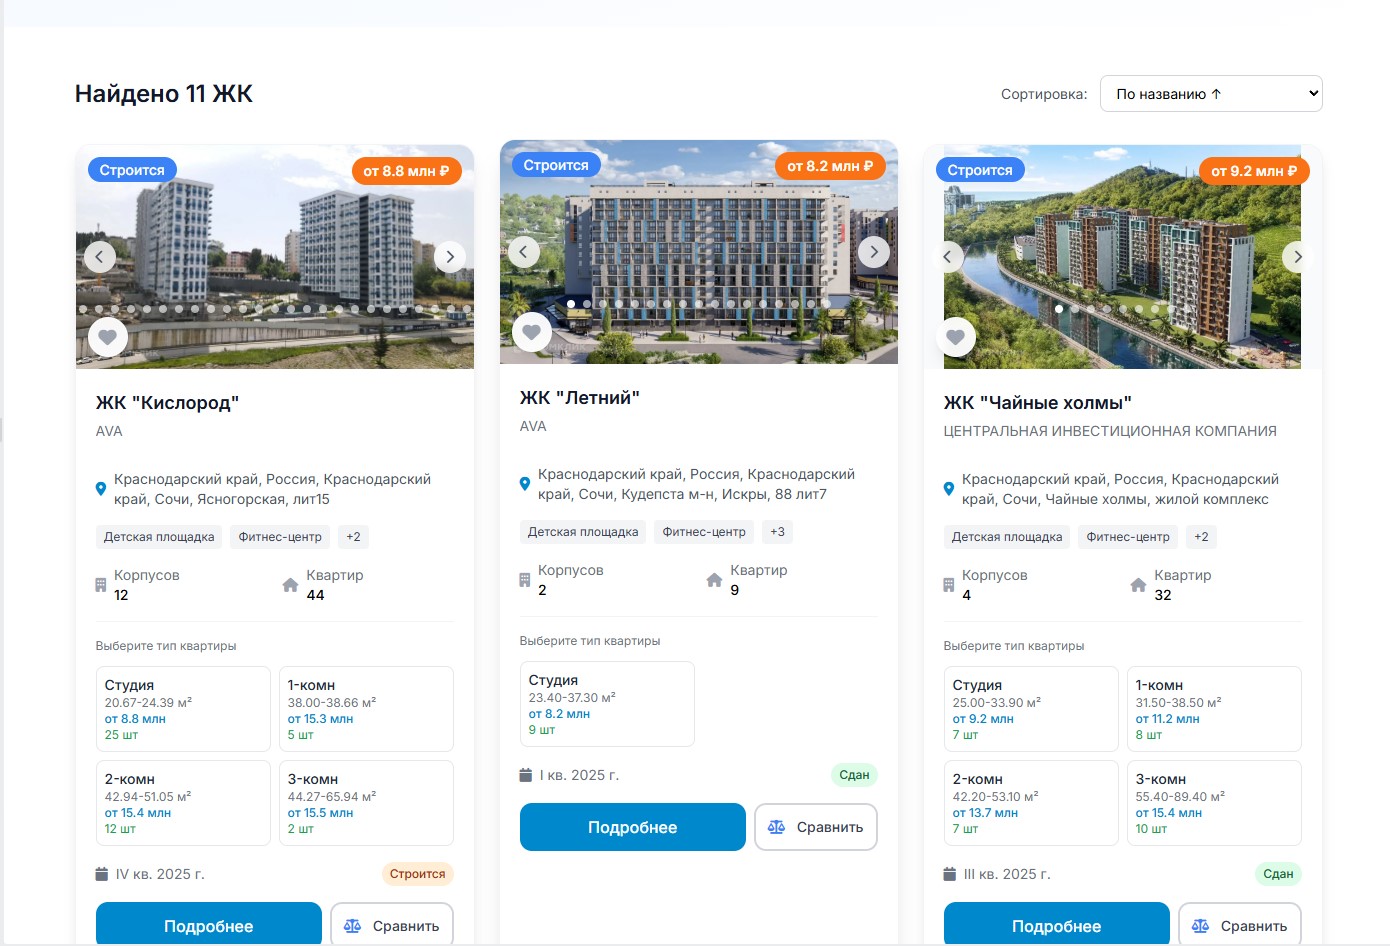 Найдено 11 ЖК
Сортировка:
По названию ↑
Строится
от 8.8 млн ₽
ЖК "Кислород"
AVA
Краснодарский край, Россия, Краснодарский
край, Сочи, Ясногорская, лит15
Детская площадка
Фитнес-центр
+2
Корпусов
12
Квартир
44
Выберите тип квартиры
Студия
20.67-24.39 м²
от 8.8 млн
25 шт
1-комн
38.00-38.66 м²
от 15.3 млн
5 шт
2-комн
42.94-51.05 м²
от 15.4 млн
12 шт
3-комн
44.27-65.94 м²
от 15.5 млн
2 шт
IV кв. 2025 г.
Строится
Подробнее
Сравнить
Строится
от 8.2 млн ₽
ЖК "Летний"
AVA
Краснодарский край, Россия, Краснодарский
край, Сочи, Кудепста м-н, Искры, 88 лит7
Детская площадка
Фитнес-центр
+3
Корпусов
2
Квартир
9
Выберите тип квартиры
Студия
23.40-37.30 м²
от 8.2 млн
9 шт
I кв. 2025 г.
Сдан
Подробнее
Сравнить
Строится
от 9.2 млн ₽
ЖК "Чайные холмы"
ЦЕНТРАЛЬНАЯ ИНВЕСТИЦИОННАЯ КОМПАНИЯ
Краснодарский край, Россия, Краснодарский
край, Сочи, Чайные холмы, жилой комплекс
Детская площадка
Фитнес-центр
+2
Корпусов
4
Квартир
32
Выберите тип квартиры
Студия
25.00-33.90 м²
от 9.2 млн
7 шт
1-комн
31.50-38.50 м²
от 11.2 млн
8 шт
2-комн
42.20-53.10 м²
от 13.7 млн
7 шт
3-комн
55.40-89.40 м²
от 15.4 млн
10 шт
III кв. 2025 г.
Сдан
Подробнее
Сравнить